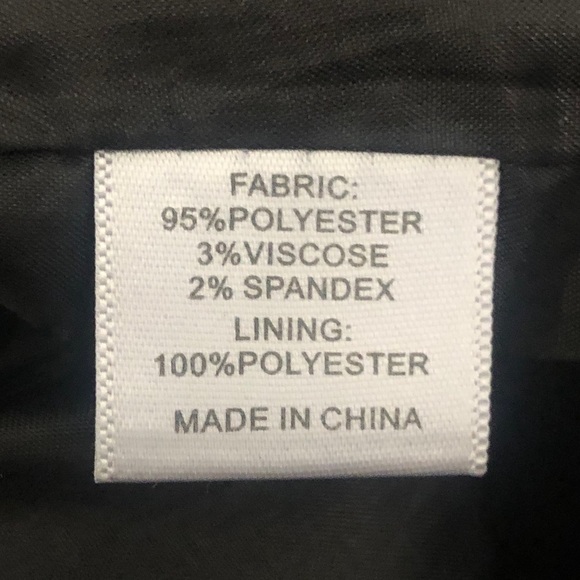 FABRIC:
95%POLYESTER
3%VISCOSE
2% SPANDEX
LINING:
100%POLYESTER
MADE IN CHINA